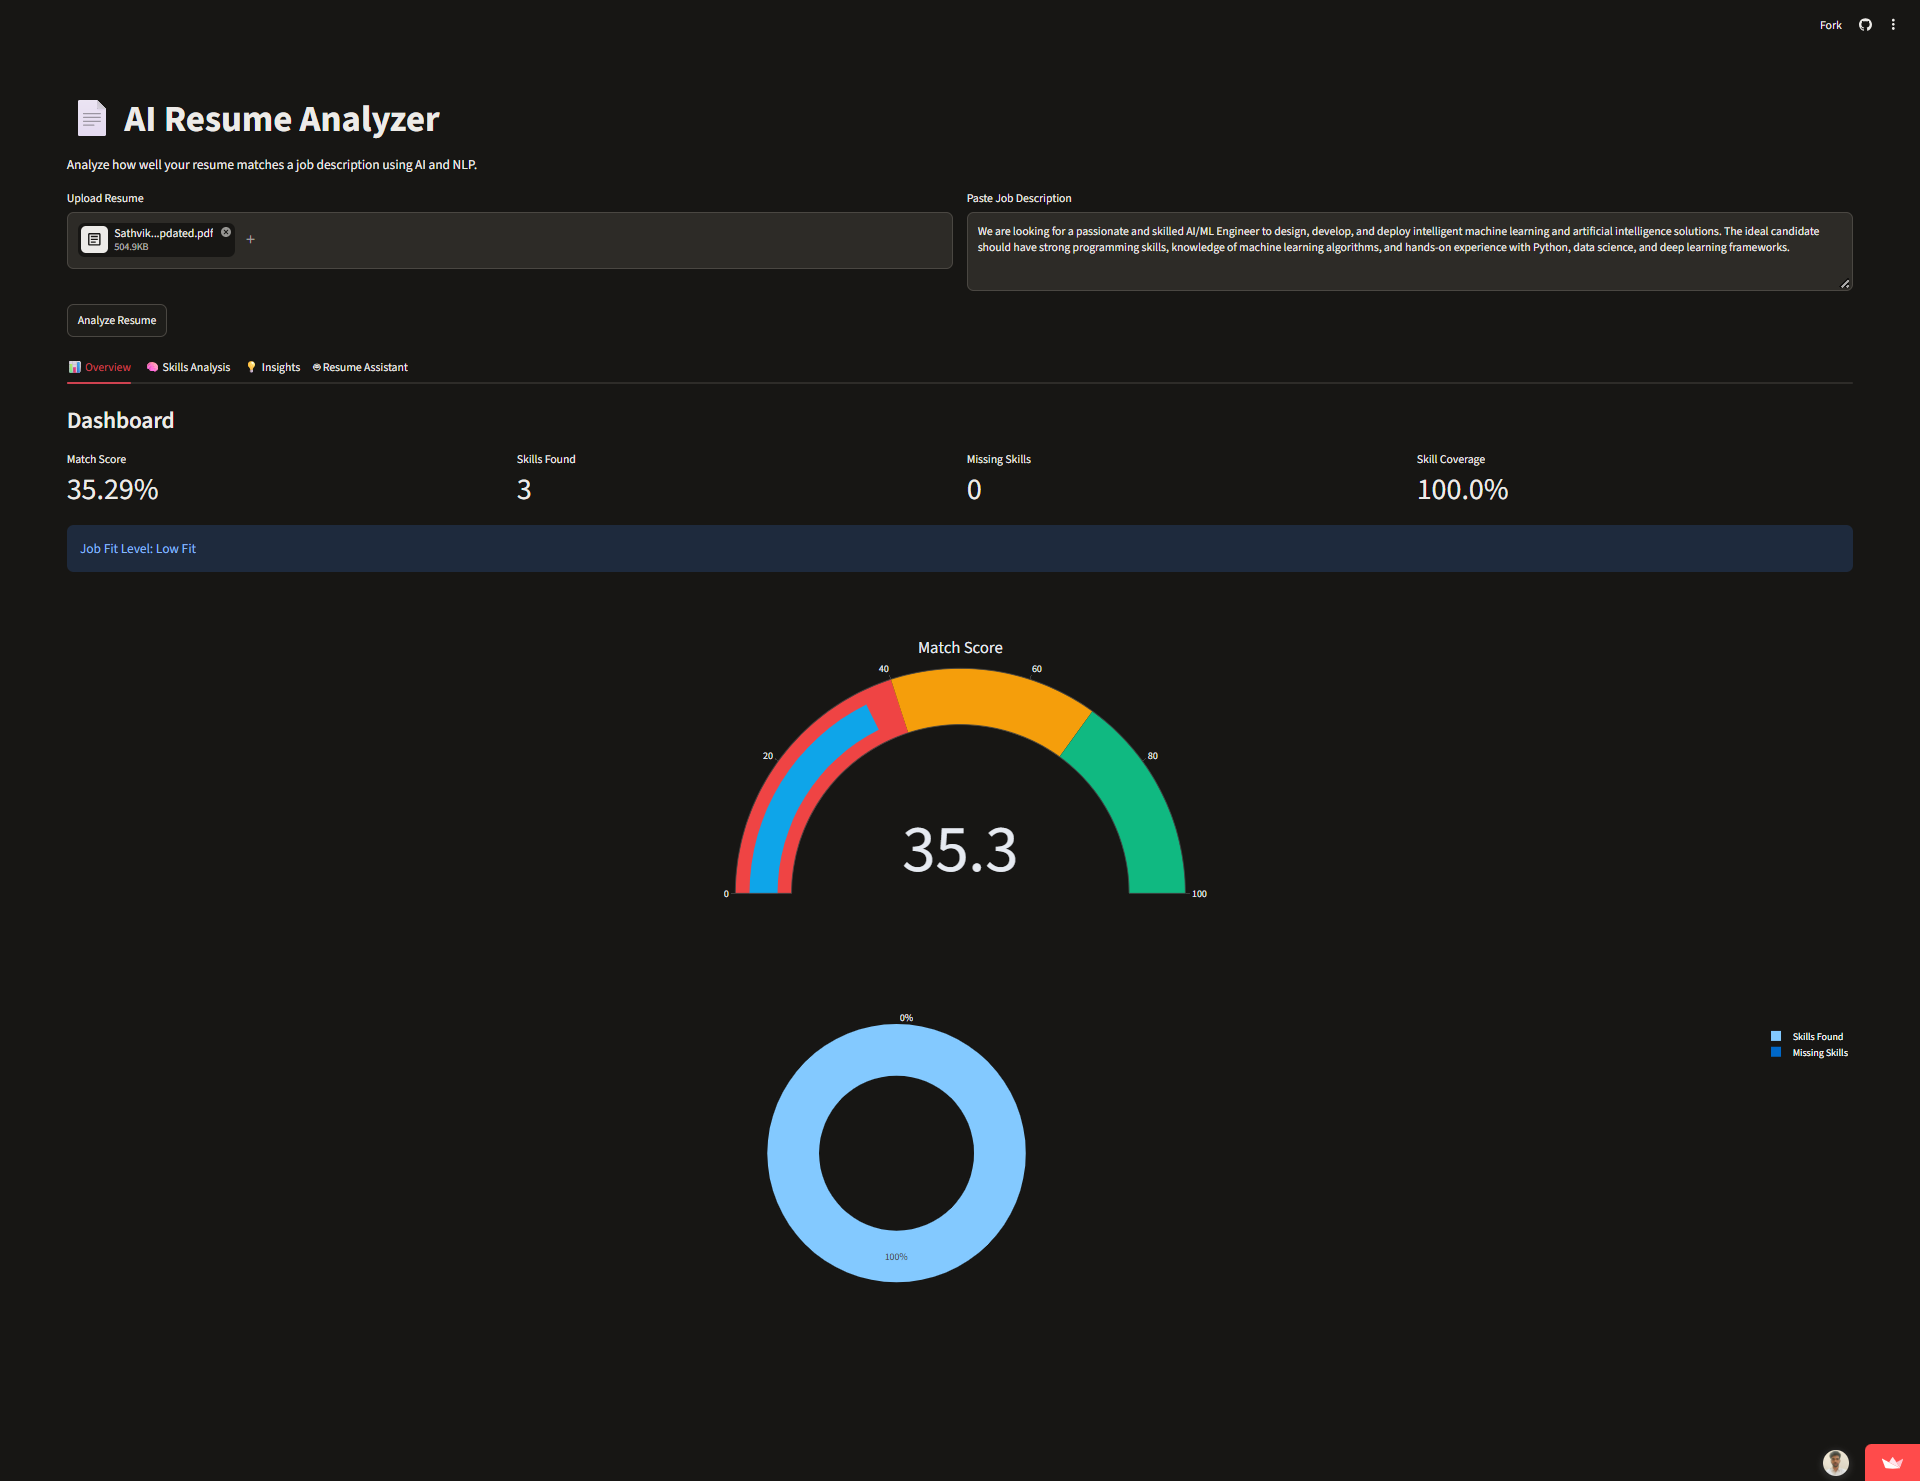 Fork
AI Resume Analyzer
Analyze how well your resume matches a job description using AI and NLP.
Upload Resume
Sathvik...pdated.pdf
504.9KB
Paste Job Description
We are looking for a passionate and skilled AI/ML Engineer to design, develop, and deploy intelligent machine learning and artificial intelligence solutions. The ideal candidate
should have strong programming skills, knowledge of machine learning algorithms, and hands-on experience with Python, data science, and deep learning frameworks.
Analyze Resume
Overview
Skills Analysis
Insights
Resume Assistant
Dashboard
Match Score
35.29%
Skills Found
3
Missing Skills
0
Skill Coverage
100.0%
Job Fit Level: Low Fit
Match Score
0
20
40
60
80
100
35.3
0%
100%
Skills Found
Missing Skills